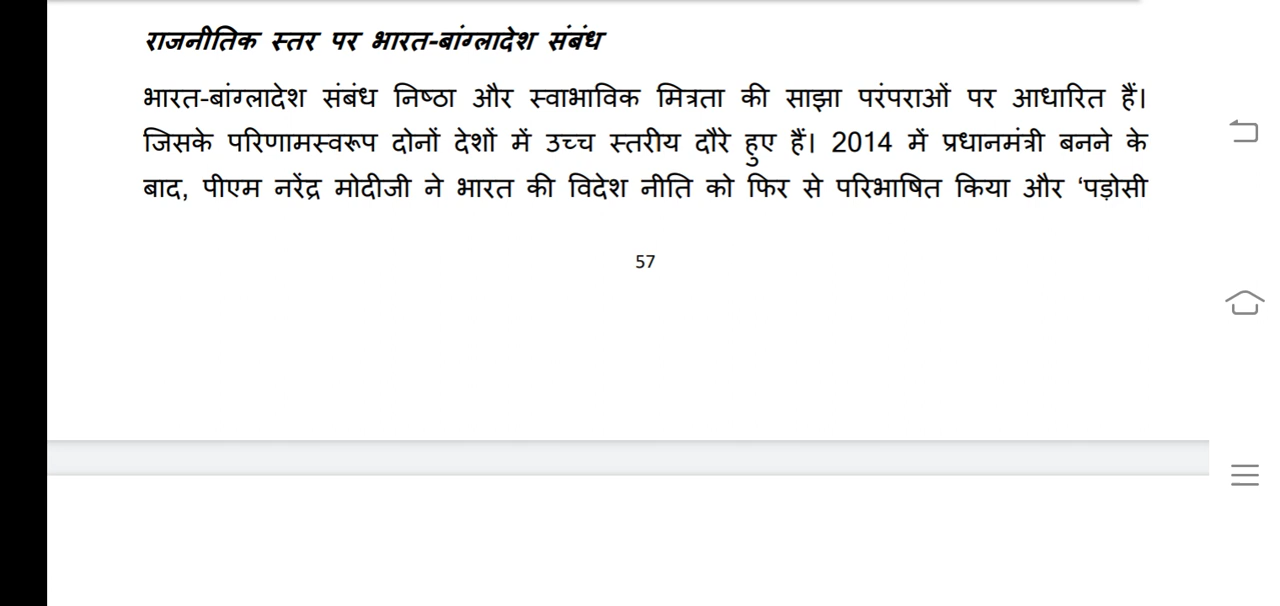 राजनीतिक स्तर पर भारत-बांग्लादेश संबंध
भारत-बांग्लादेश संबंध निष्ठा और स्वाभाविक मित्रता की साझा परंपराओं पर आधारित हैं।
जिसके परिणामस्वरूप दोनों देशों में उच्च स्तरीय दौरे हुए हैं। 2014 में प्रधानमंत्री बनने के
बाद, पीएम नरेंद्र मोदीजी ने भारत की विदेश नीति को फिर से परिभाषित किया और ‘पड़ोसी
57